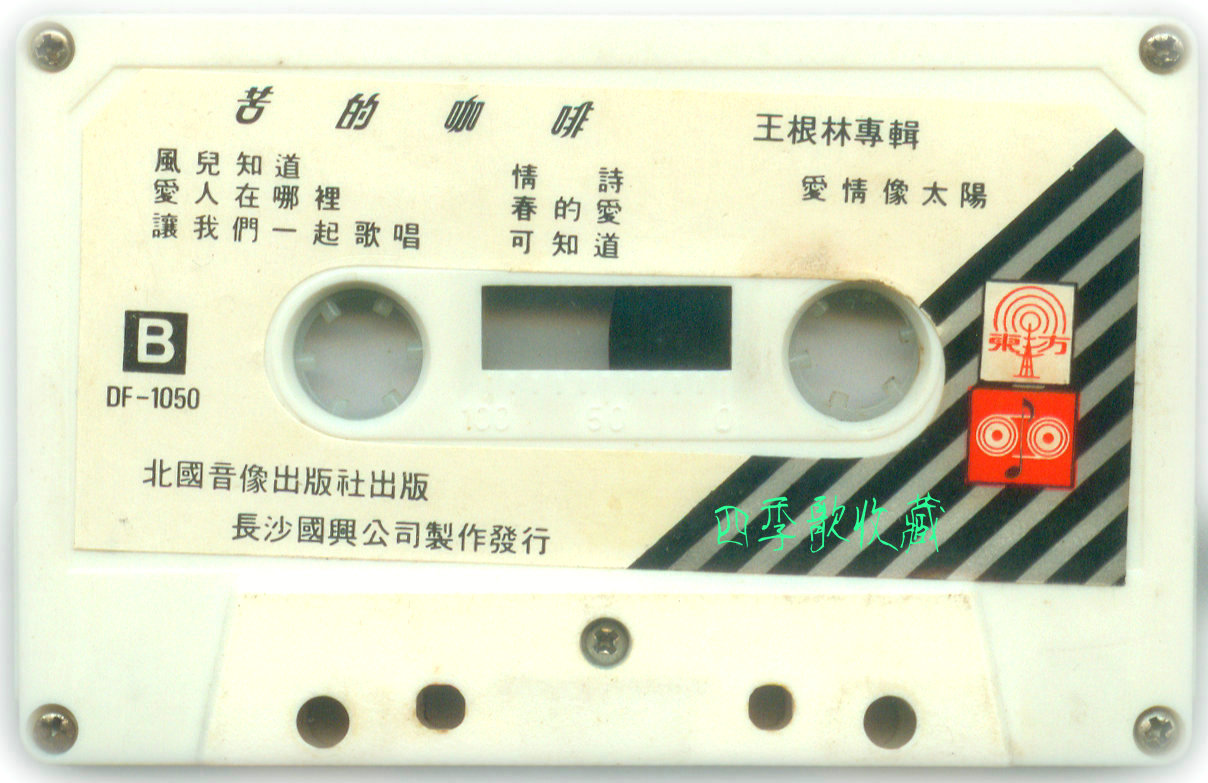 苦的咖啡
王根林專輯
風兒知道
情詩
愛情像太陽
愛人在哪裡
春的愛
讓我們一起歌唱
可知道
B
DF-1050
東方
100 50 0
北國音像出版社出版
長沙國興公司製作發行
四季歌收藏